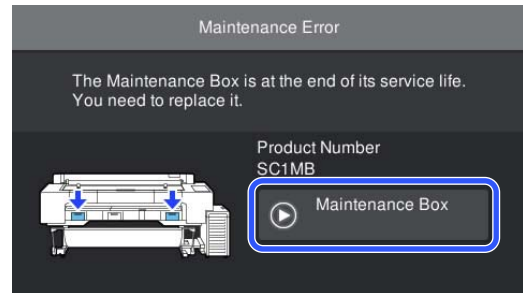 Maintenance Error
The Maintenance Box is at the end of its service life.
You need to replace it.
Product Number
SC1MB
Maintenance Box